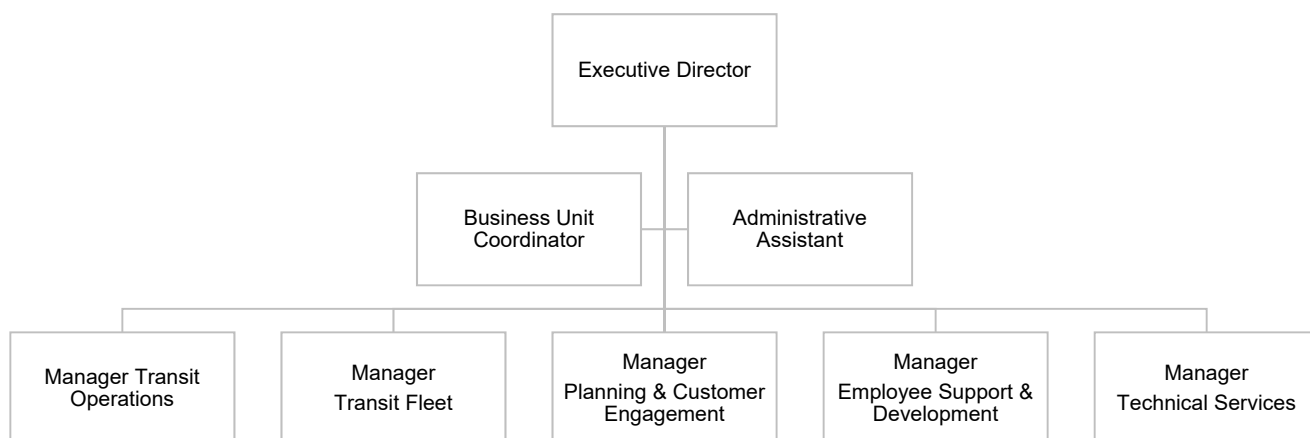 Executive Director
Business Unit
Coordinator
Administrative
Assistant
Manager Transit
Operations
Manager
Transit Fleet
Manager
Planning & Customer
Engagement
Manager
Employee Support &
Development
Manager
Technical Services